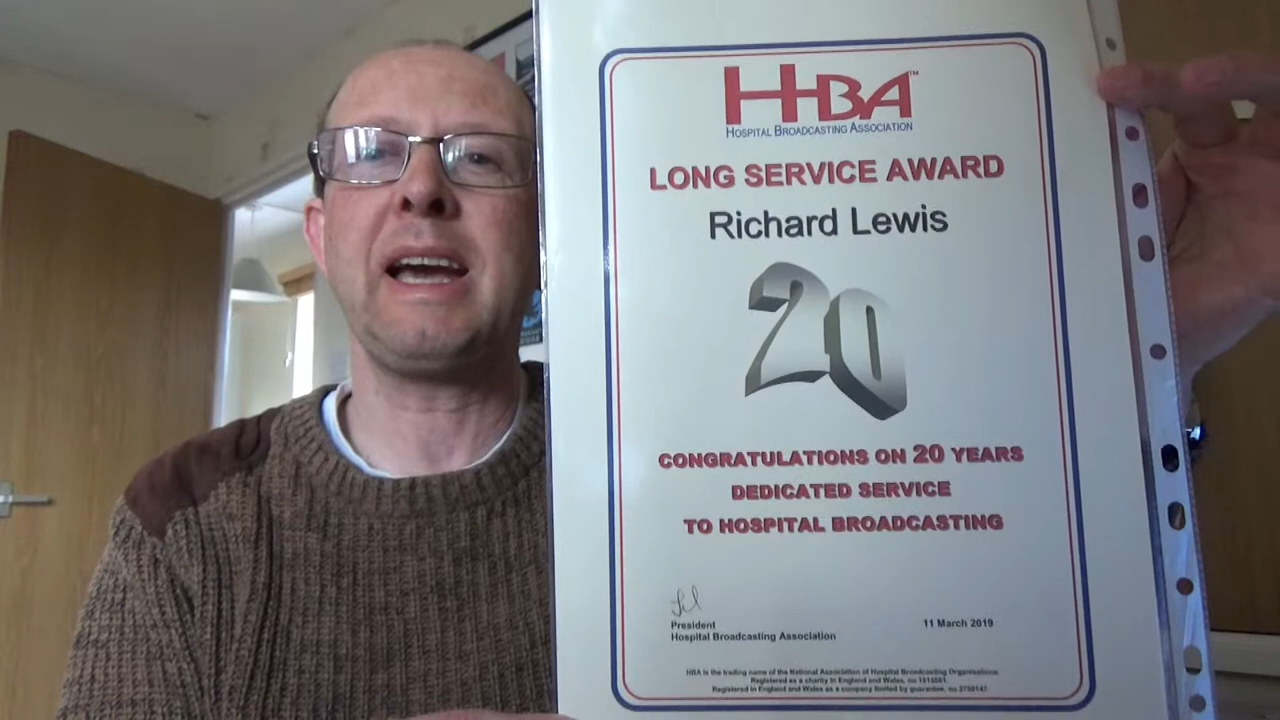 HBA™
HOSPITAL BROADCASTING ASSOCIATION
LONG SERVICE AWARD
Richard Lewis
20
CONGRATULATIONS ON 20 YEARS
DEDICATED SERVICE
TO HOSPITAL BROADCASTING
President
11 March 2019
Hospital Broadcasting Association
HBA is the trading name of the National Association of Hospital Broadcasting Organisations.
Registered as a charity in England and Wales, no
Registered in England and Wales as a company limited by guarantee, no